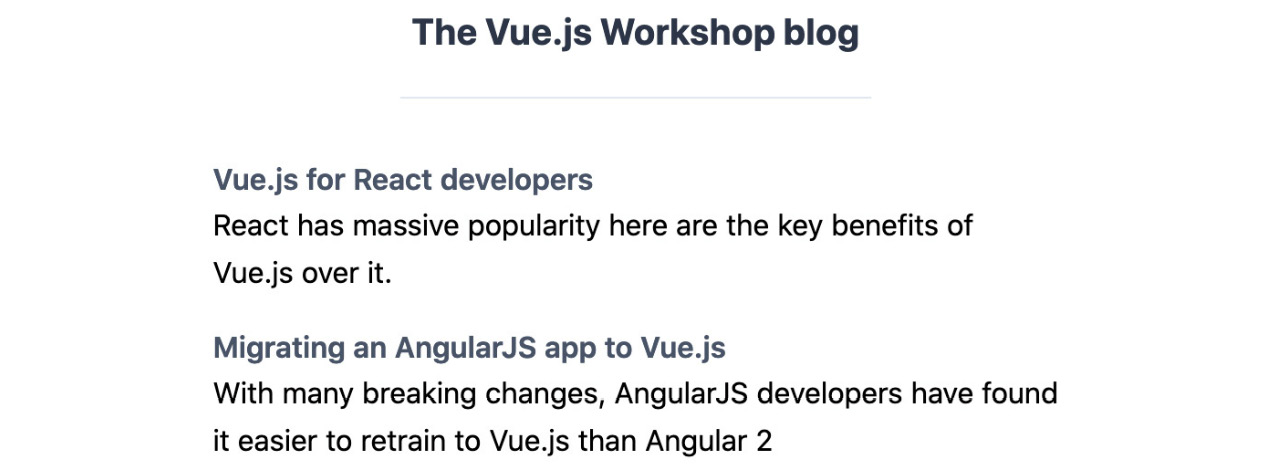 The Vue.js Workshop blog
Vue.js for React developers
React has massive popularity here are the key benefits of
Vue.js over it.
Migrating an AngularJS app to Vue.js
With many breaking changes, AngularJS developers have found
it easier to retrain to Vue.js than Angular 2